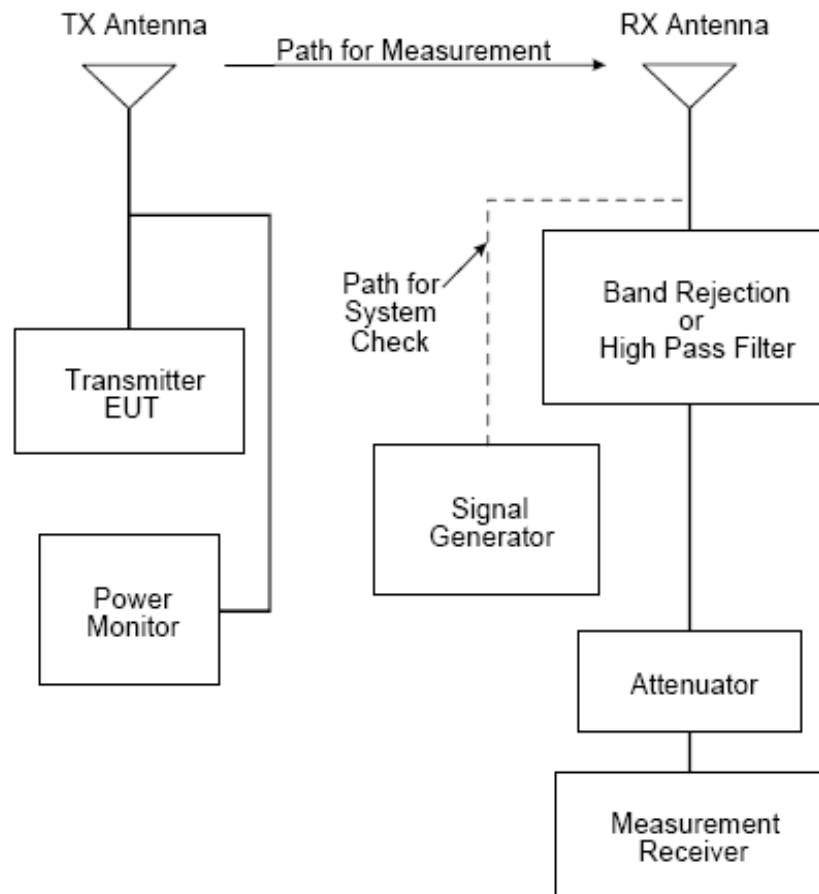 TX Antenna
RX Antenna
Path for Measurement
Path for
System
Check
Band Rejection
or
High Pass Filter
Transmitter
EUT
Signal
Generator
Power
Monitor
Attenuator
Measurement
Receiver